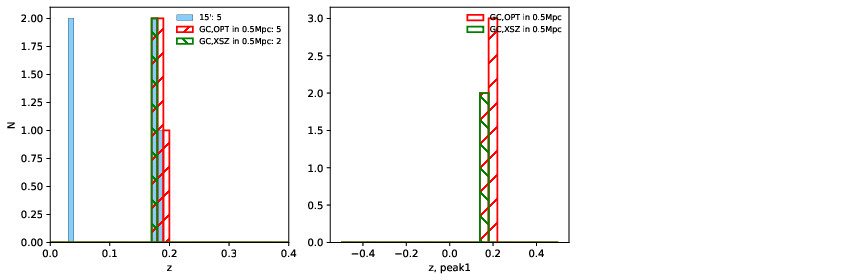 2.00
1.75
1.50
1.25
1.00
0.75
0.50
0.25
0.00
N
0.0 0.1 0.2 0.3 0.4
z
15': 5
GC,OPT in 0.5Mpc: 5
GC,XSZ in 0.5Mpc: 2
3.0
2.5
2.0
1.5
1.0
0.5
0.0
−0.4 −0.2 0.0 0.2 0.4
z, peak1
GC,OPT in 0.5Mpc
GC,XSZ in 0.5Mpc